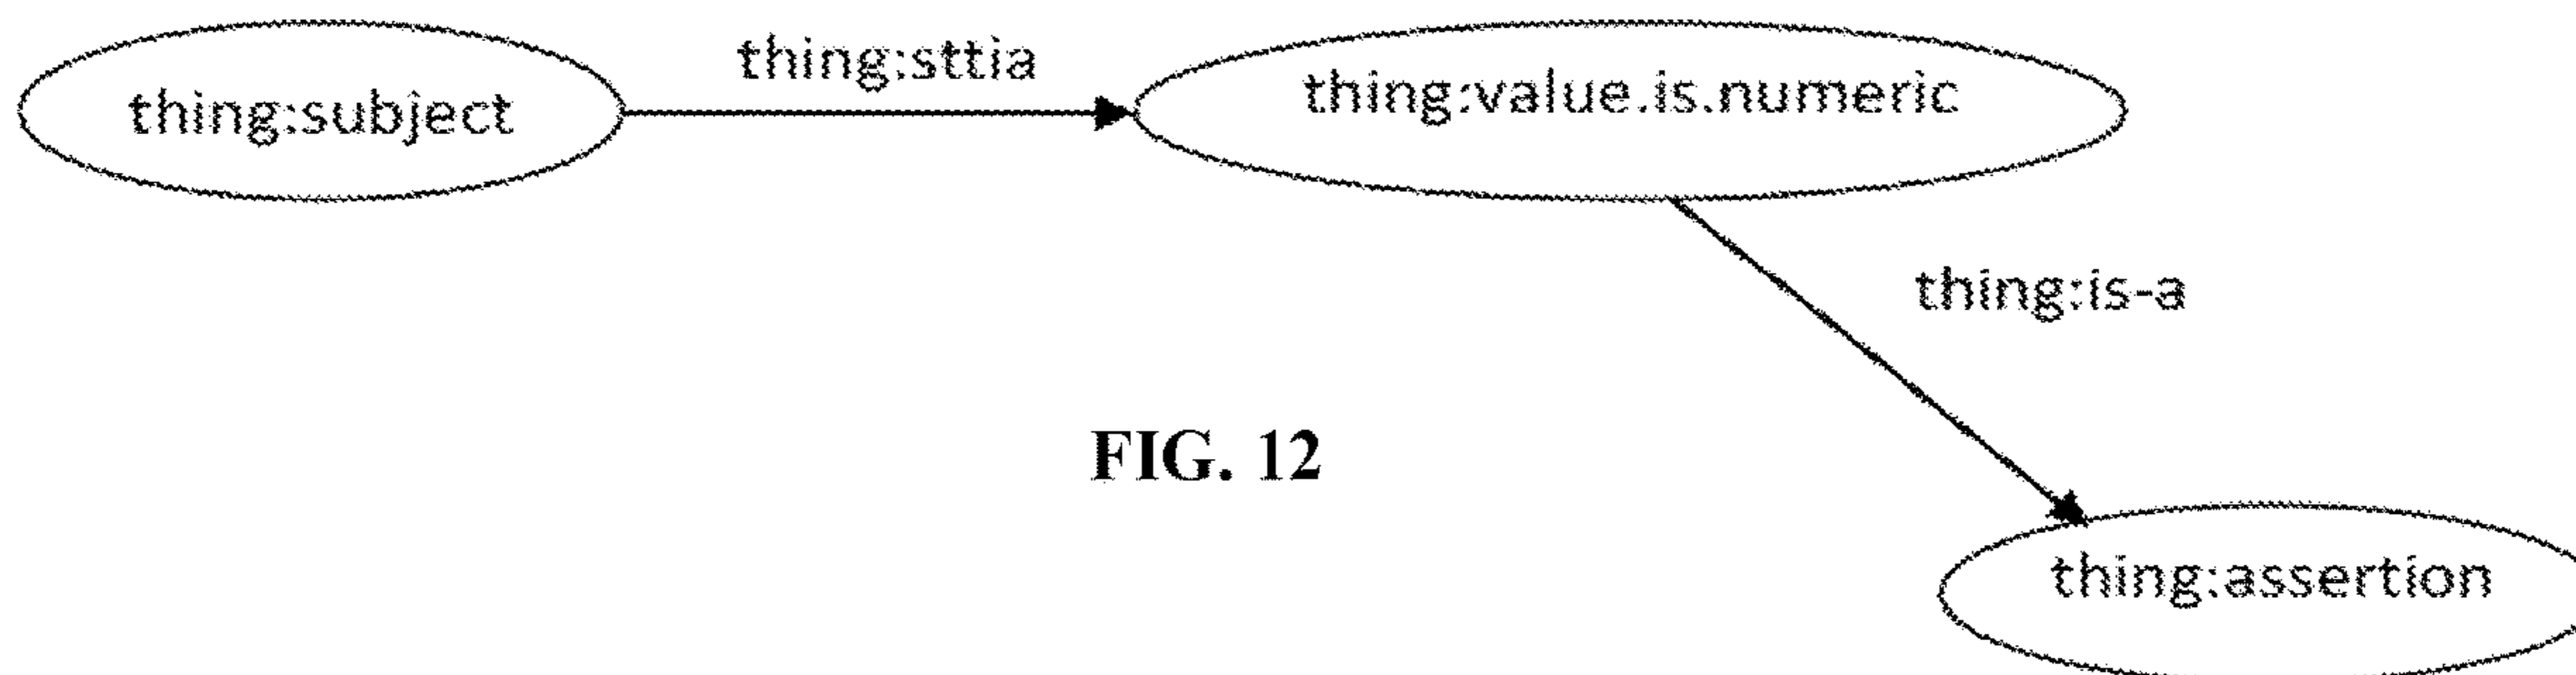 thing:subject
thing:sttia
thing:value.is.numeric
thing:is-a
FIG. 12
thing:assertion